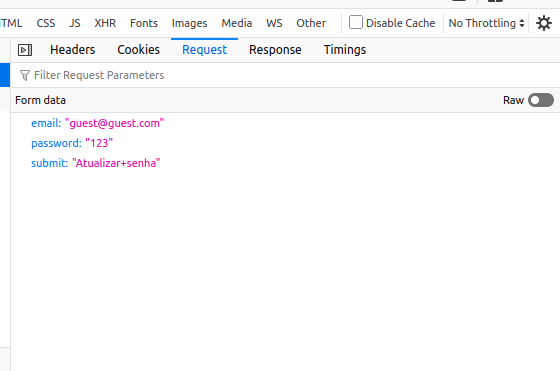 HTML CSS JS XHR Fonts Images Media WS Other Disable Cache No Throttling
Headers Cookies Request Response Timings
Filter Request Parameters
Form data Raw
email: "guest@guest.com"
password: "123"
submit: "Atualizar+senha"